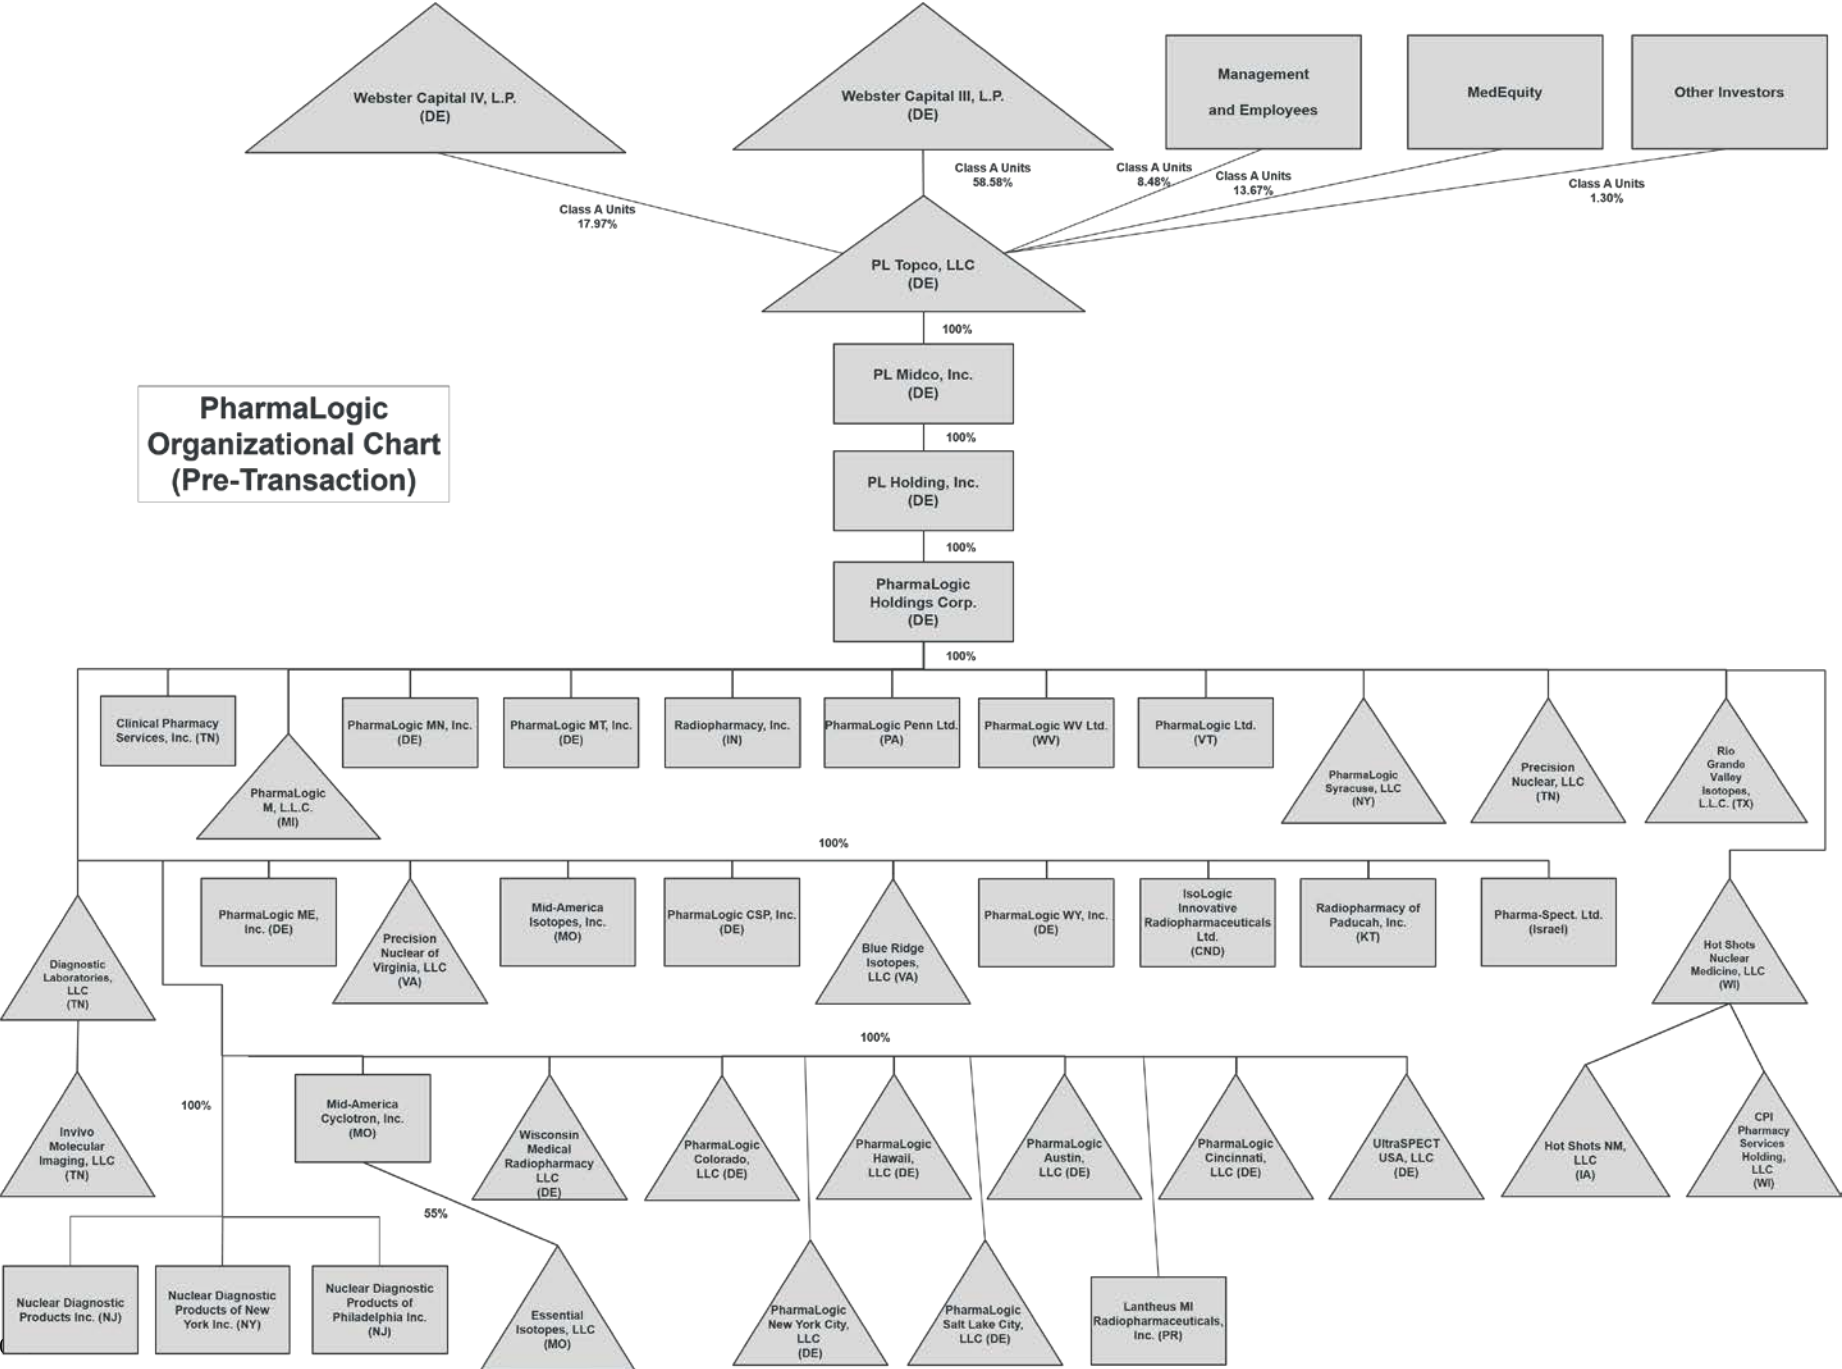 Webster Capital IV, L.P.
(DE)
Webster Capital III, L.P.
(DE)
Management
and Employees
MedEquity
Other Investors
Class A Units
17.97%
Class A Units
58.58%
Class A Units
8.48%
Class A Units
13.67%
Class A Units
1.30%
PL Topco, LLC
(DE)
100%
PL Midco, Inc.
(DE)
100%
PL Holding, Inc.
(DE)
100%
PharmaLogic
Holdings Corp.
(DE)
100%
PharmaLogic
Organizational Chart
(Pre-Transaction)
Clinical Pharmacy
Services, Inc. (TN)
PharmaLogic
M, L.L.C.
(MI)
PharmaLogic MN, Inc.
(DE)
PharmaLogic MT, Inc.
(DE)
Radiopharmacy, Inc.
(IN)
PharmaLogic Penn Ltd.
(PA)
PharmaLogic WV Ltd.
(WV)
PharmaLogic Ltd.
(VT)
PharmaLogic
Syracuse, LLC
(NY)
Precision
Nuclear, LLC
(TN)
Rio
Grande
Valley
Isotopes,
L.L.C. (TX)
100%
Diagnostic
Laboratories,
LLC
(TN)
PharmaLogic ME,
Inc. (DE)
Precision
Nuclear of
Virginia, LLC
(VA)
Mid-America
Isotopes, Inc.
(MO)
PharmaLogic CSP, Inc.
(DE)
Blue Ridge
Isotopes,
LLC (VA)
PharmaLogic WY, Inc.
(DE)
IsoLogic
Innovative
Radiopharmaceuticals
Ltd.
(CND)
Radiopharmacy of
Paducah, Inc.
(KT)
Pharma-Spect. Ltd.
(Israel)
Hot Shots
Nuclear
Medicine, LLC
(WI)
100%
100%
Invivo
Molecular
Imaging, LLC
(TN)
Mid-America
Cyclotron, Inc.
(MO)
Wisconsin
Medical
Radiopharmacy
LLC
(DE)
PharmaLogic
Colorado,
LLC (DE)
PharmaLogic
Hawaii,
LLC (DE)
PharmaLogic
Austin,
LLC (DE)
PharmaLogic
Cincinnati,
LLC (DE)
UltraSPECT
USA, LLC
(DE)
Hot Shots NM,
LLC
(IA)
CPI
Pharmacy
Services
Holding,
LLC
(WI)
55%
Nuclear Diagnostic
Products Inc. (NJ)
Nuclear Diagnostic
Products of New
York Inc. (NY)
Nuclear Diagnostic
Products of
Philadelphia Inc.
(NJ)
Essential
Isotopes, LLC
(MO)
PharmaLogic
New York City,
LLC
(DE)
PharmaLogic
Salt Lake City,
LLC (DE)
Lantheus MI
Radiopharmaceuticals,
Inc. (PR)